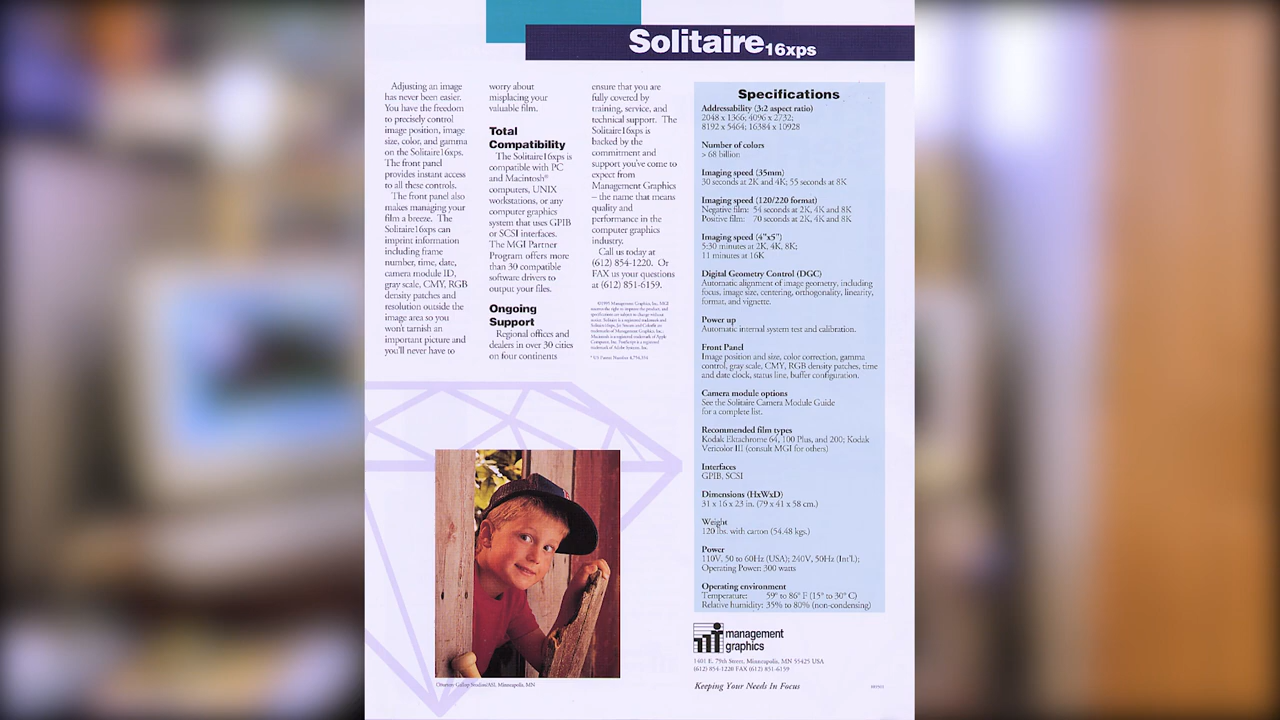 Solitaire16xps
Adjusting an image
has never been easier.
You have the freedom
to precisely control
image position, image
size, color, and gamma
on the Solitaire16xps.
The front panel
provides instant access
to all these controls.
The front panel also
makes managing your
film a breeze. The
Solitaire16xps can
imprint information
including frame
number, time, date,
camera module ID,
gray scale, CMY, RGB
density patches and
resolution outside the
image area so you
won't tarnish an
important picture and
you'll never have to
worry about
misplacing your
valuable film.
Total
Compatibility
The Solitaire16xps is
compatible with PC
and Macintosh®
computers, UNIX
workstations, or any
computer graphics
system that uses GPIB
or SCSI interfaces.
The MGI Partner
Program offers more
than 30 compatible
software drivers to
output your files.
Ongoing
Support
Regional offices and
dealers in over 30 cities
on four continents
ensure that you are
fully covered by
training, service, and
technical support. The
Solitaire16xps is
backed by the
commitment and
support you've come to
expect from
Management Graphics
– the name that means
quality and
performance in the
computer graphics
industry.
Call us today at
(612) 854-1220. Or
FAX us your questions
at (612) 851-6159.
Specifications
Addressability (3:2 aspect ratio)
2048 x 1366; 4096 x 2732;
8192 x 5464; 16384 x 10928
Number of colors
> 68 billion
Imaging speed (35mm)
30 seconds at 2K and 4K; 55 seconds at 8K
Imaging speed (120/220 format)
Negative film: 54 seconds at 2K, 4K and 8K
Positive film: 70 seconds at 2K, 4K and 8K
Imaging speed (4"x5")
5:30 minutes at 2K, 4K, 8K;
11 minutes at 16K
Digital Geometry Control (DGC)
Automatic alignment of image geometry, including
focus, image size, centering, orthogonality, linearity,
format, and vignette.
Power up
Automatic internal system test and calibration.
Front Panel
Image position and size, color correction, gamma
control, gray scale, CMY, RGB density patches, time
and date clock, status line, buffer configuration.
Camera module options
See the Solitaire Camera Module Guide
for a complete list.
Recommended film types
Kodak Ektachrome 64, 100 Plus, and 200; Kodak
Vericolor III (consult MGI for others)
Interfaces
GPIB, SCSI
Dimensions (HxWxD)
31 x 16 x 23 in. (79 x 41 x 58 cm.)
Weight
120 lbs. with carton (54.48 kgs.)
Power
110V, 50 to 60Hz (USA); 240V, 50Hz (Int'l.);
Operating Power: 300 watts
Operating environment
Temperature: 59° to 86° F (15° to 30° C)
Relative humidity: 35% to 80% (non-condensing)
management
graphics
1401 E. 79th Street, Minneapolis, MN 55425 USA
(612) 854-1220 FAX (612) 851-6159
Keeping Your Needs In Focus